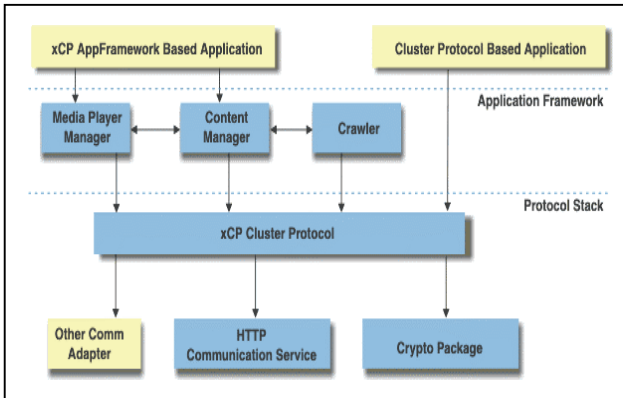 xCP AppFramework Based Application
Cluster Protocol Based Application
Application Framework
Media Player
Manager
Content
Manager
Crawler
Protocol Stack
xCP Cluster Protocol
Other Comm
Adapter
HTTP
Communication Service
Crypto Package